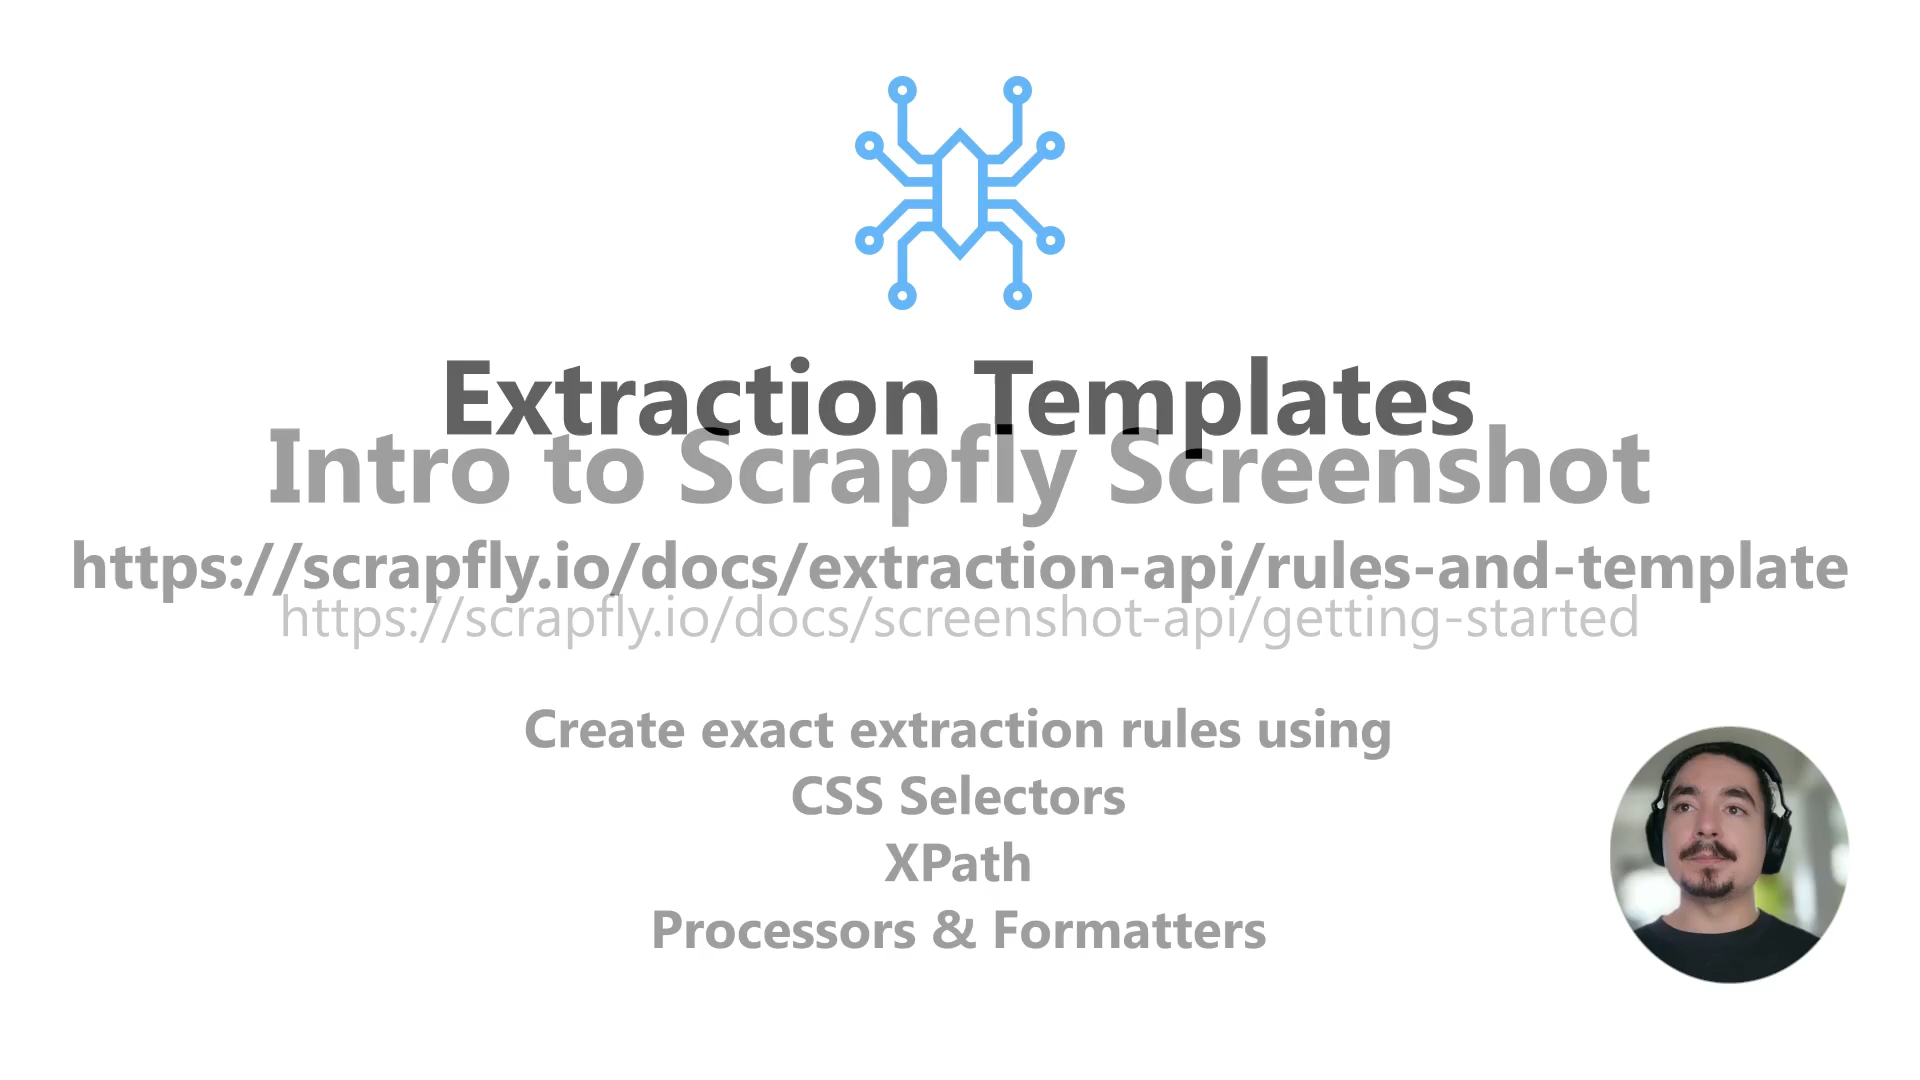 Extraction Templates
Intro to Scrapfly Screenshot
https://scrapfly.io/docs/extraction-api/rules-and-template
https://scrapfly.io/docs/screenshot-api/getting-started
Create exact extraction rules using
CSS Selectors
XPath
Processors & Formatters